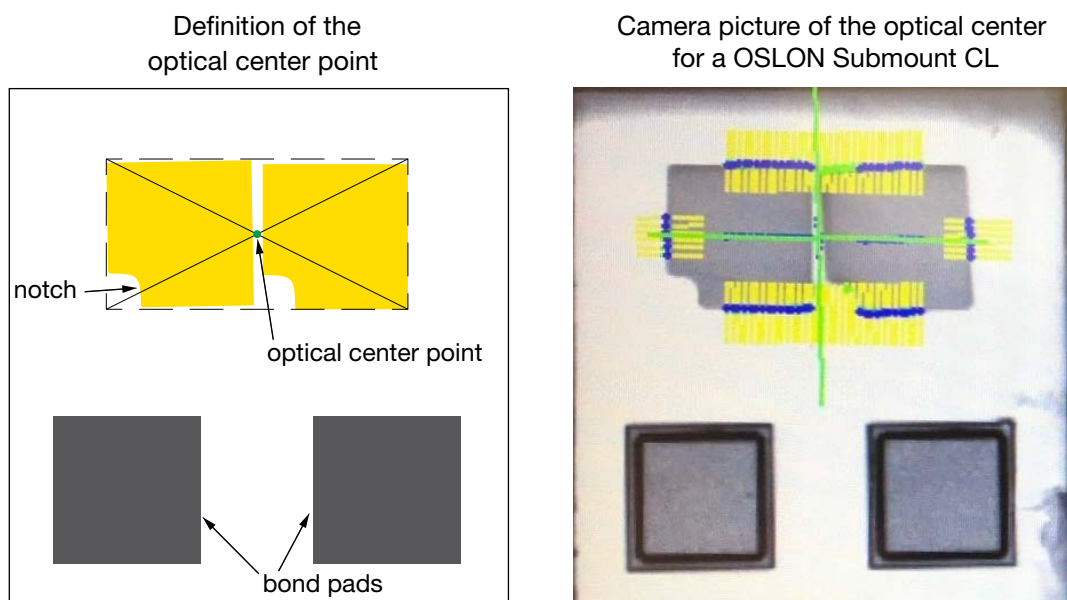 Definition of the
optical center point
Camera picture of the optical center
for a OSLON Submount CL
notch
optical center point
bond pads